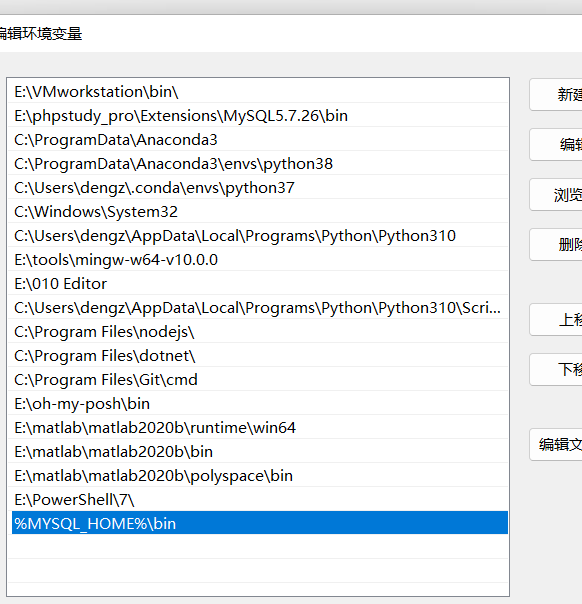 编辑环境变量
E:\VMworkstation\bin\
E:\phpstudy_pro\Extensions\MySQL5.7.26\bin
C:\ProgramData\Anaconda3
C:\ProgramData\Anaconda3\envs\python38
C:\Users\dengz\.conda\envs\python37
C:\Windows\System32
C:\Users\dengz\AppData\Local\Programs\Python\Python310
E:\tools\mingw-w64-v10.0.0
E:\010 Editor
C:\Users\dengz\AppData\Local\Programs\Python\Python310\Scri...
C:\Program Files\nodejs\
C:\Program Files\dotnet\
C:\Program Files\Git\cmd
E:\oh-my-posh\bin
E:\matlab\matlab2020b\runtime\win64
E:\matlab\matlab2020b\bin
E:\matlab\matlab2020b\polyspace\bin
E:\PowerShell\7\
%MYSQL_HOME%\bin
新建
编辑
浏览
删除
上移
下移
编辑文